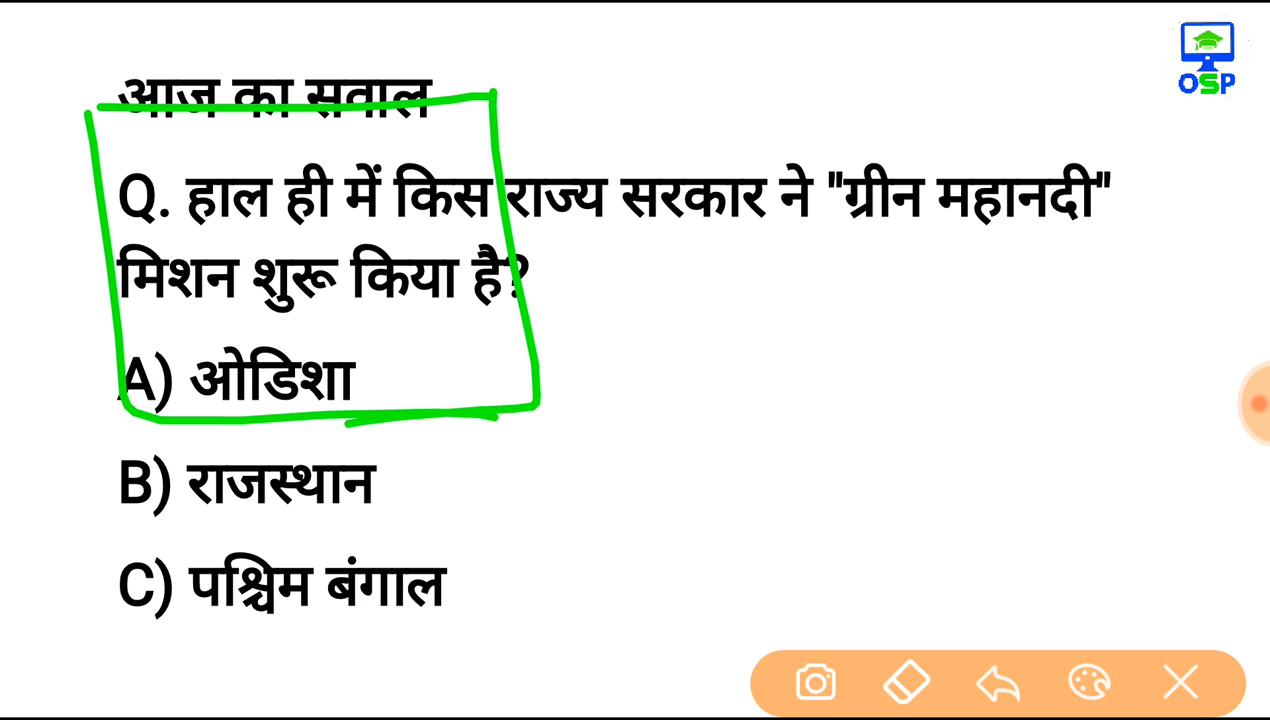 OSP
आज का सवाल
Q. हाल ही में किस राज्य सरकार ने "ग्रीन महानदी"
मिशन शुरू किया है?
A) ओडिशा
B) राजस्थान
C) पश्चिम बंगाल